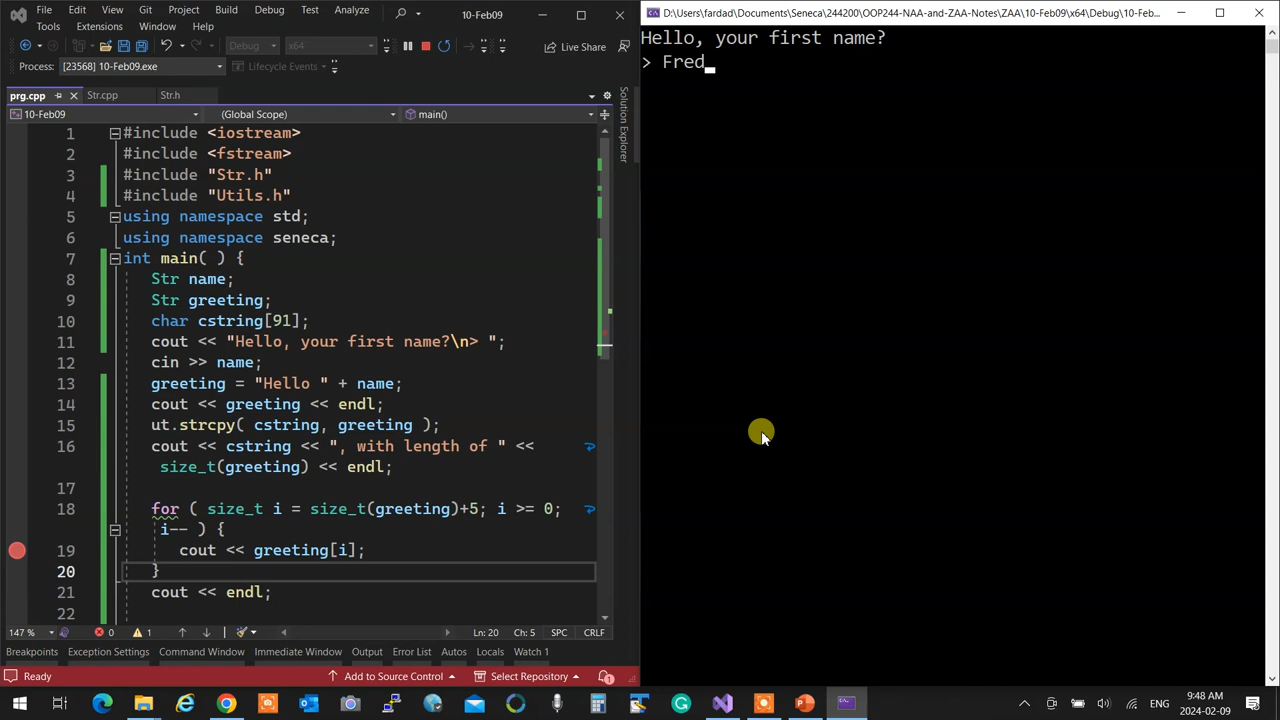 File Edit View Git Project Build
Debug Test Analyze
10-Feb09
Tools Extensions Window Help
Debug x64
Live Share
Process: [23568] 10-Feb09.exe
Lifecycle Events
prg.cpp Str.cpp Str.h
10-Feb09 (Global Scope) main()
1 #include <iostream>
2 #include <fstream>
3 #include "Str.h"
4 #include "Utils.h"
5 using namespace std;
6 using namespace seneca;
7 int main( ) {
8 Str name;
9 Str greeting;
10 char cstring[91];
11 cout << "Hello, your first name?\n> ";
12 cin >> name;
13 greeting = "Hello " + name;
14 cout << greeting << endl;
15 ut.strcpy( cstring, greeting );
16 cout << cstring << ", with length of " <<
size_t(greeting) << endl;
17
18 for ( size_t i = size_t(greeting)+5; i >= 0;
i-- ) {
19 cout << greeting[i];
20 }
21 cout << endl;
22
147 % 0 1 Ln: 20 Ch: 5 SPC CRLF
Breakpoints Exception Settings Command Window Immediate Window Output Error List Autos Locals Watch 1
Ready Add to Source Control Select Repository 1
Solution Explorer
D:\Users\fardad\Documents\Seneca\244200\OOP244-NAA-and-ZAA-Notes\ZAA\10-Feb09\x64\Debug\10-Feb...
Hello, your first name?
> Fred
ENG
9:48 AM
2024-02-09